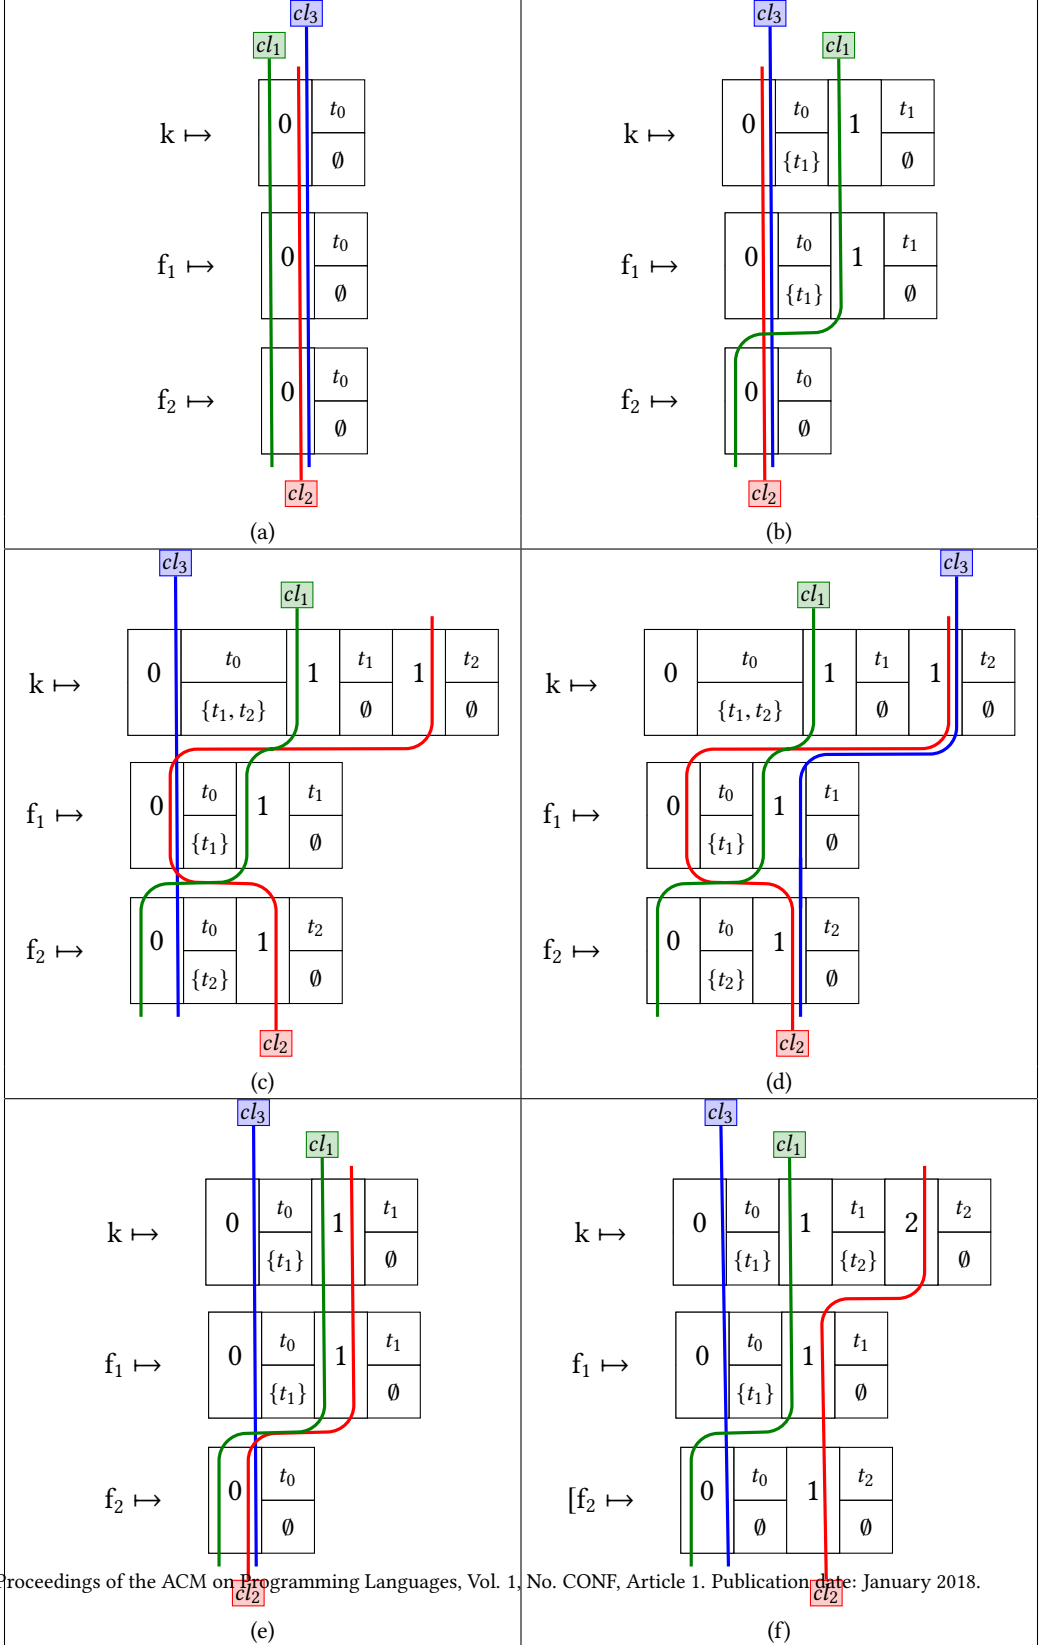 cl₃ cl₃
cl₁ cl₁
k ↦ 0 t₀ ∅ k ↦ 0 t₀ {t₁} 1 t₁ ∅
f₁ ↦ 0 t₀ ∅ f₁ ↦ 0 t₀ {t₁} 1 t₁ ∅
f₂ ↦ 0 t₀ ∅ f₂ ↦ 0 t₀ ∅
cl₂ cl₂
(a) (b)
cl₃ cl₃
cl₁ cl₁
k ↦ 0 t₀ {t₁, t₂} 1 t₁ ∅ 1 t₂ ∅ k ↦ 0 t₀ {t₁, t₂} 1 t₁ ∅ 1 t₂ ∅
f₁ ↦ 0 t₀ {t₁} 1 t₁ ∅ f₁ ↦ 0 t₀ {t₁} 1 t₁ ∅
f₂ ↦ 0 t₀ {t₂} 1 t₂ ∅ f₂ ↦ 0 t₀ {t₂} 1 t₂ ∅
cl₂ cl₂
(c) (d)
cl₃ cl₃
cl₁ cl₁
k ↦ 0 t₀ {t₁} 1 t₁ ∅ k ↦ 0 t₀ {t₁} 1 t₁ {t₂} 2 t₂ ∅
f₁ ↦ 0 t₀ {t₁} 1 t₁ ∅ f₁ ↦ 0 t₀ {t₁} 1 t₁ ∅
f₂ ↦ 0 t₀ ∅ [f₂ ↦ 0 t₀ ∅ 1 t₂ ∅
Proceedings of the ACM on Programming Languages, Vol. 1, No. CONF, Article 1. Publication date: January 2018.
cl₂ cl₂
(e) (f)